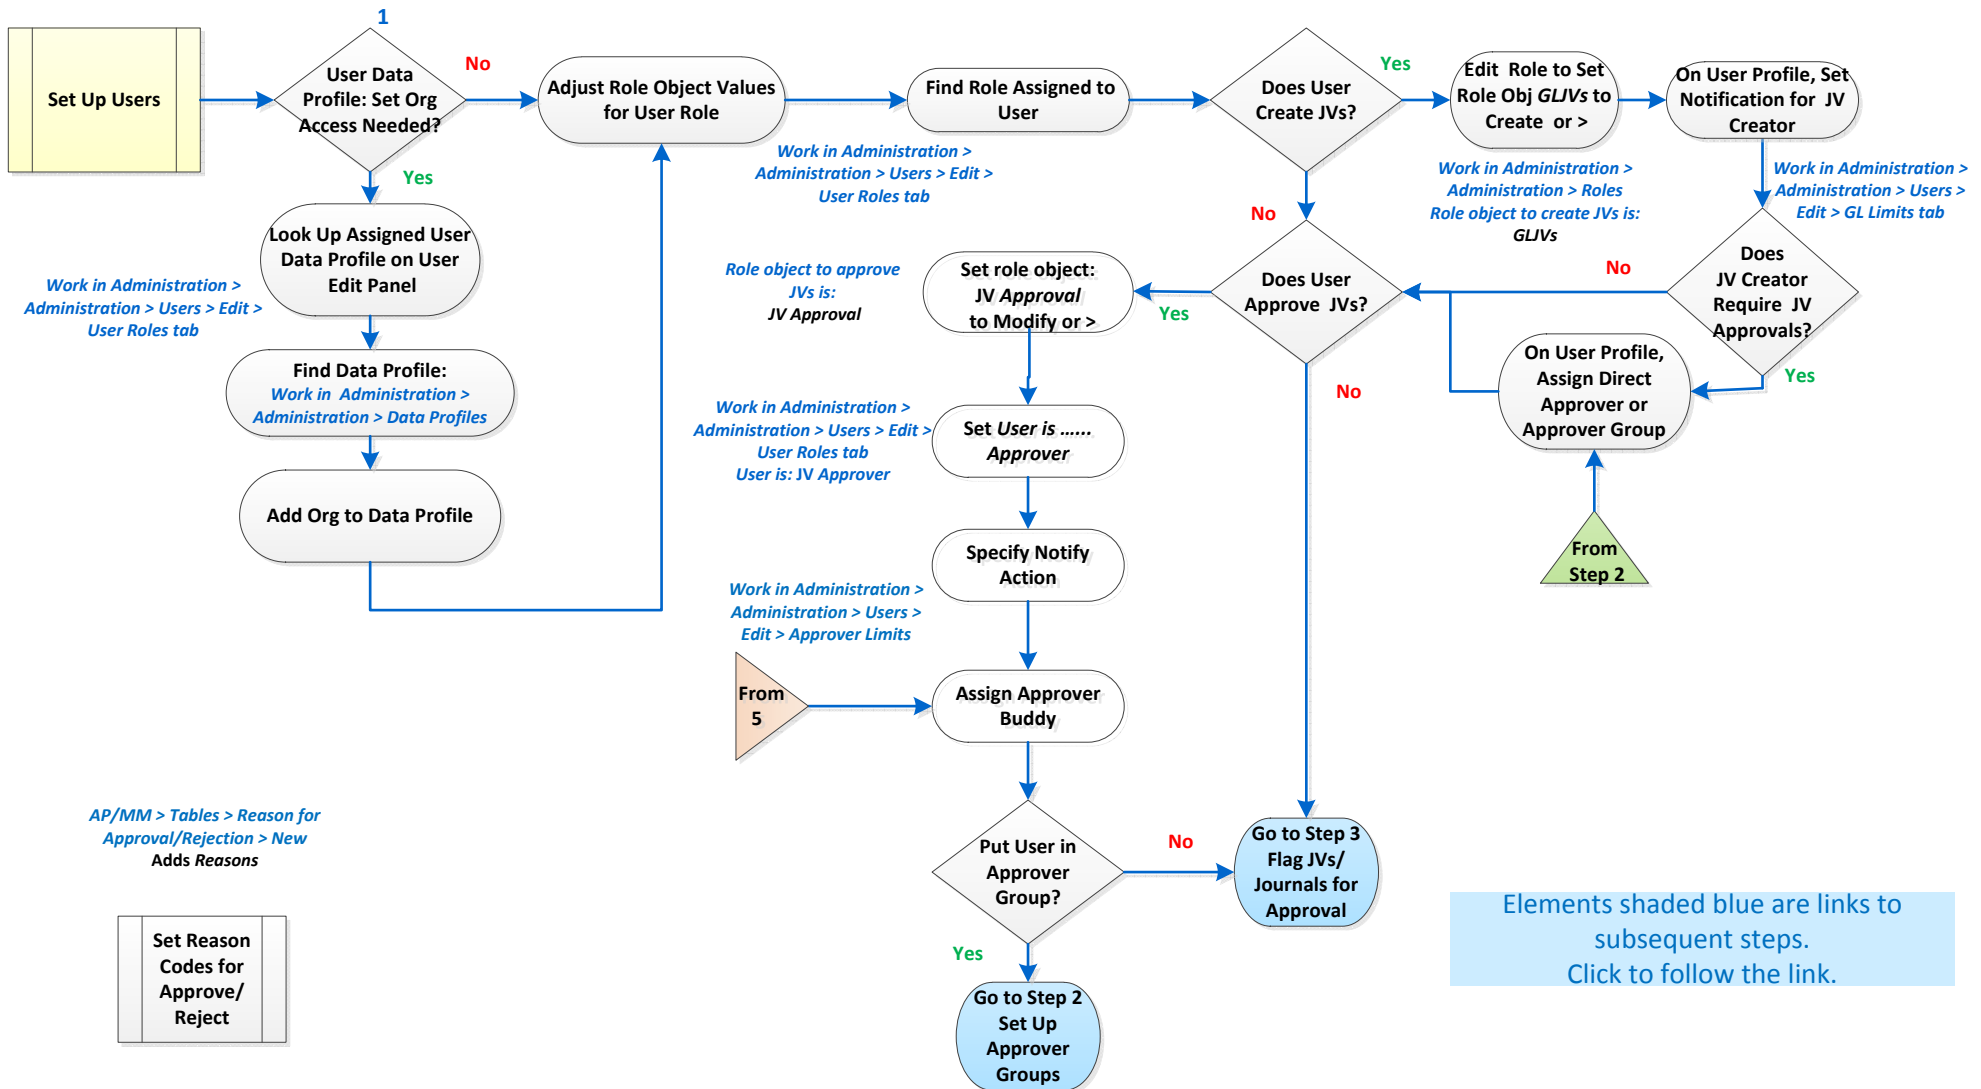 1
Set Up Users
User Data
Profile: Set Org
Access Needed?
No
Yes
Adjust Role Object Values
for User Role
Find Role Assigned to
User
Work in Administration >
Administration > Users > Edit >
User Roles tab
Does User
Create JVs?
Yes
No
Edit Role to Set
Role Obj GLJVs to
Create or >
Work in Administration >
Administration > Roles
Role object to create JVs is:
GLJVs
On User Profile, Set
Notification for JV
Creator
Work in Administration >
Administration > Users >
Edit > GL Limits tab
Look Up Assigned User
Data Profile on User
Edit Panel
Work in Administration >
Administration > Users > Edit >
User Roles tab
Find Data Profile:
Work in Administration >
Administration > Data Profiles
Add Org to Data Profile
Does
JV Creator
Require JV
Approvals?
No
Yes
On User Profile,
Assign Direct
Approver or
Approver Group
From
Step 2
Does User
Approve JVs?
Yes
No
Role object to approve
JVs is:
JV Approval
Set role object:
JV Approval
to Modify or >
Work in Administration >
Administration > Users > Edit >
User Roles tab
User is: JV Approver
Set User is ......
Approver
Specify Notify
Action
Work in Administration >
Administration > Users >
Edit > Approver Limits
From
5
Assign Approver
Buddy
Put User in
Approver
Group?
No
Yes
Go to Step 3
Flag JVs/
Journals for
Approval
Go to Step 2
Set Up
Approver
Groups
AP/MM > Tables > Reason for
Approval/Rejection > New
Adds Reasons
Set Reason
Codes for
Approve/
Reject
Elements shaded blue are links to
subsequent steps.
Click to follow the link.